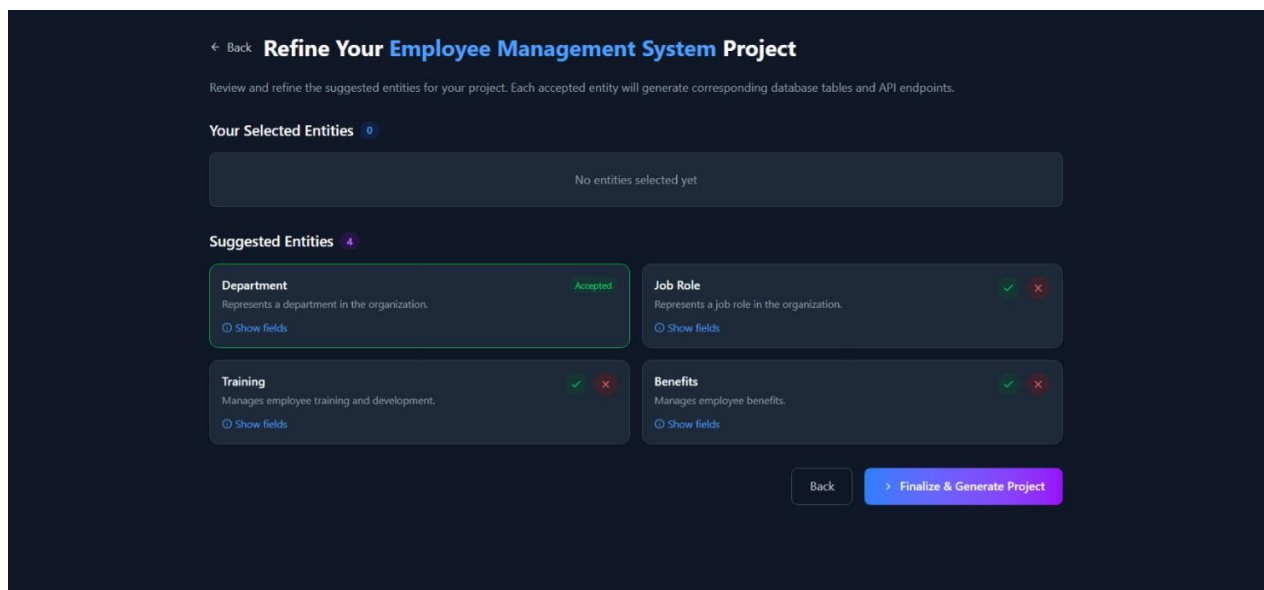 ← Back Refine Your Employee Management System Project
Review and refine the suggested entities for your project. Each accepted entity will generate corresponding database tables and API endpoints.
Your Selected Entities 0
No entities selected yet
Suggested Entities 4
Department Accepted
Represents a department in the organization.
Show fields
Job Role
Represents a job role in the organization.
Show fields
Training
Manages employee training and development.
Show fields
Benefits
Manages employee benefits.
Show fields
Back
› Finalize & Generate Project